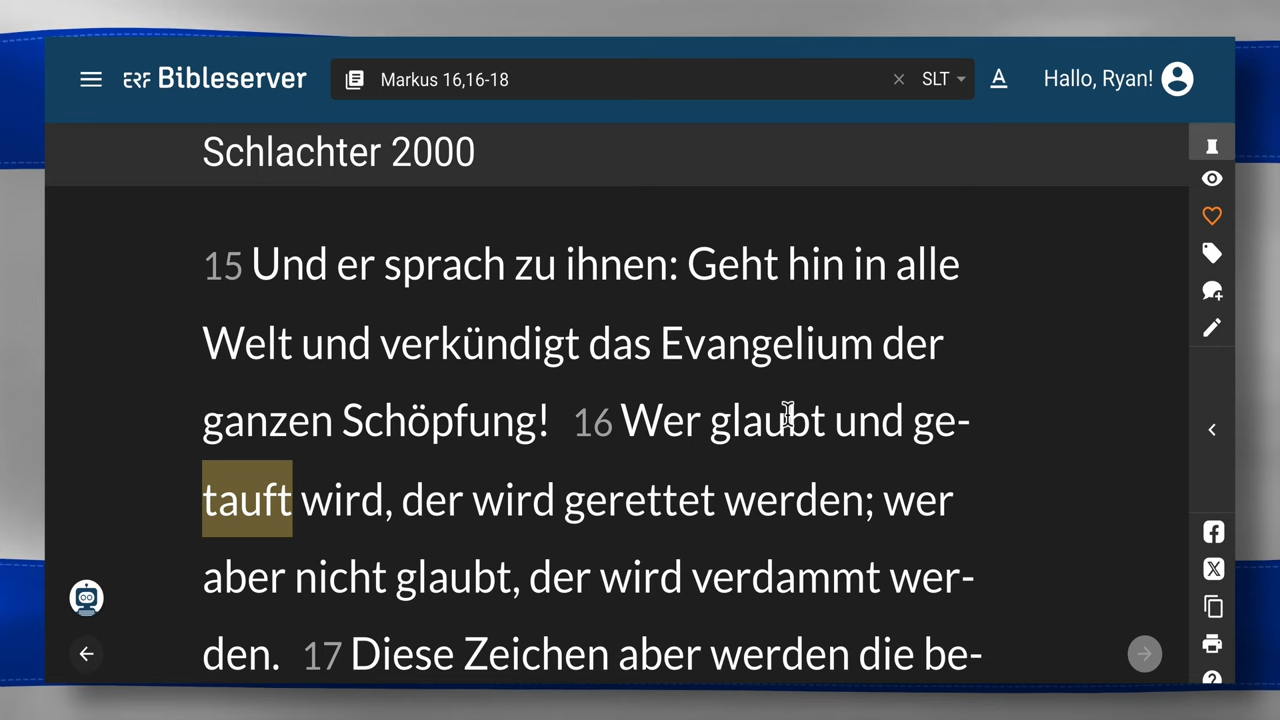 ERF Bibleserver
Markus 16,16-18
SLT
A
Hallo, Ryan!
Schlachter 2000
15 Und er sprach zu ihnen: Geht hin in alle
Welt und verkündigt das Evangelium der
ganzen Schöpfung! 16 Wer glaubt und ge-
tauft wird, der wird gerettet werden; wer
aber nicht glaubt, der wird verdammt wer-
den. 17 Diese Zeichen aber werden die be-